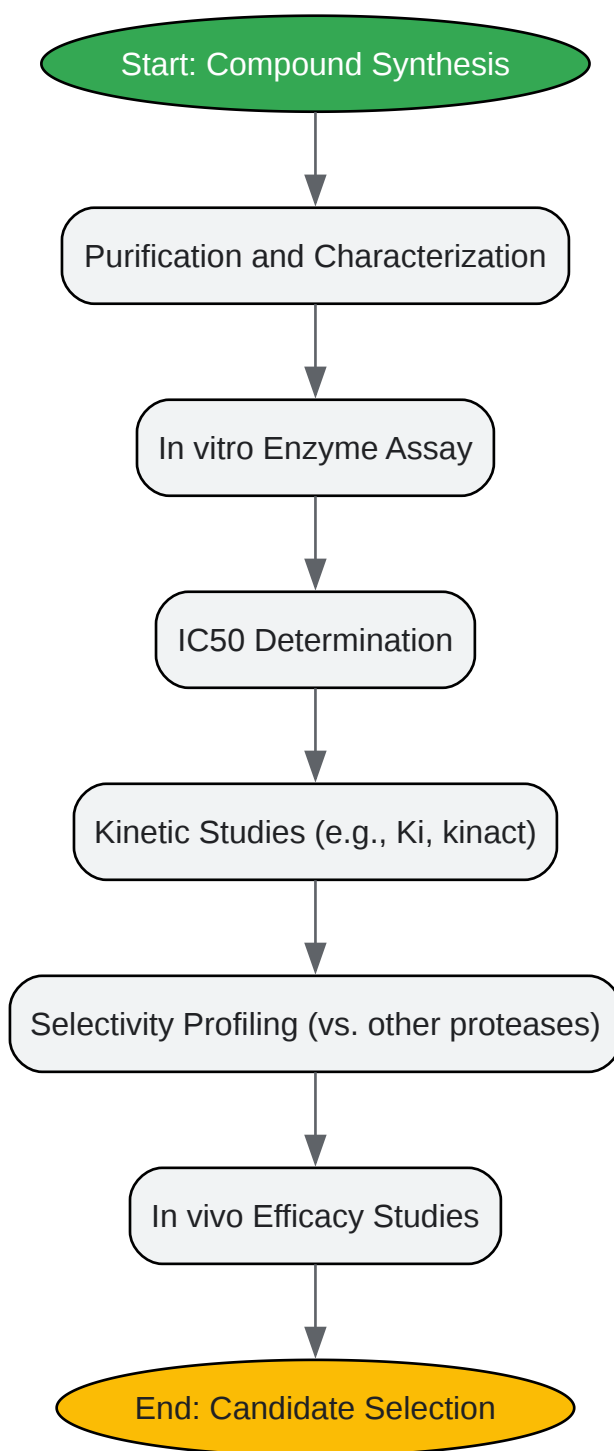 Start: Compound Synthesis
Purification and Characterization
In vitro Enzyme Assay
IC50 Determination
Kinetic Studies (e.g., Ki, kinact)
Selectivity Profiling (vs. other proteases)
In vivo Efficacy Studies
End: Candidate Selection